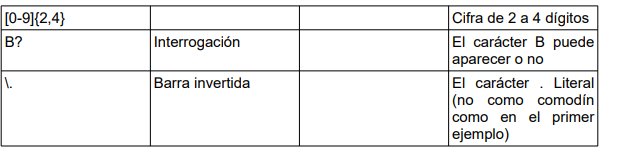 [0-9]{2,4} Cifra de 2 a 4 dígitos
B? Interrogación El carácter B puede
aparecer o no
\. Barra invertida El carácter . Literal
(no como comodín
como en el primer
ejemplo)